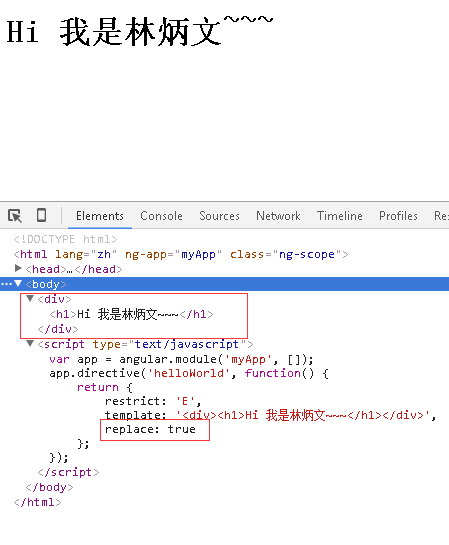 Hi 我是林炳文~~~
Elements Console Sources Network Timeline Profiles Re
<!DOCTYPE html>
<html lang="zh" ng-app="myApp" class="ng-scope">
<head>…</head>
<body>
<div>
<h1>Hi 我是林炳文~~~</h1>
</div>
<script type="text/javascript">
var app = angular.module('myApp', []);
app.directive('helloWorld', function() {
return {
restrict: 'E',
template: '<div><h1>Hi 我是林炳文~~~</h1></div>',
replace: true
};
});
</script>
</body>
</html>